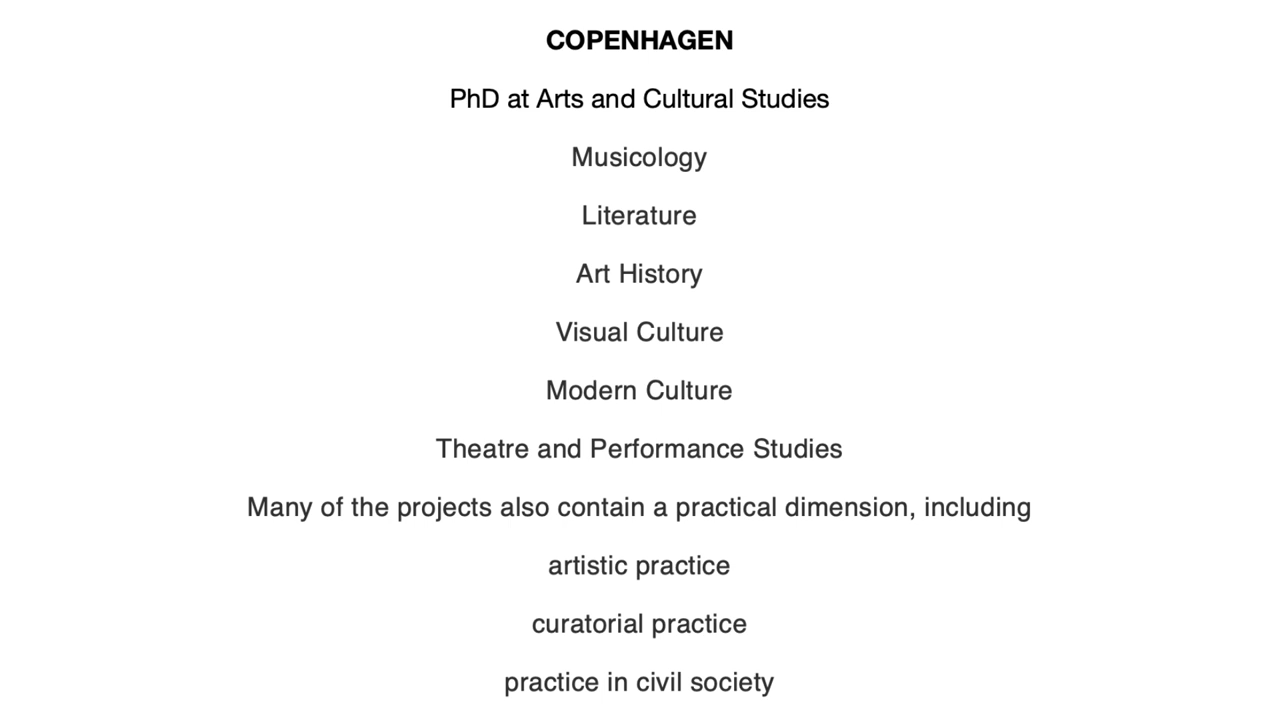 COPENHAGEN
PhD at Arts and Cultural Studies
Musicology
Literature
Art History
Visual Culture
Modern Culture
Theatre and Performance Studies
Many of the projects also contain a practical dimension, including
artistic practice
curatorial practice
practice in civil society